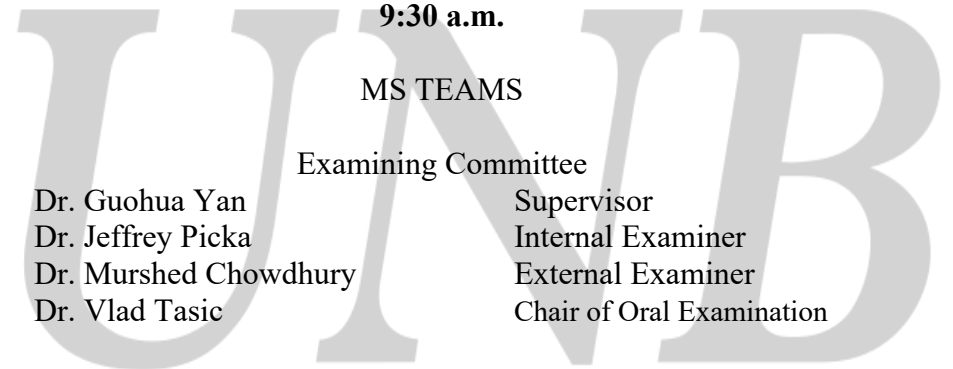 9:30 a.m.
MS TEAMS
Examining Committee
Dr. Guohua Yan Supervisor
Dr. Jeffrey Picka Internal Examiner
Dr. Murshed Chowdhury External Examiner
Dr. Vlad Tasic Chair of Oral Examination
UNB